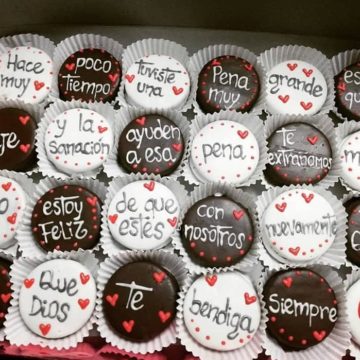 Hace
muy
poco
tiempo
Tuviste
una
Pena
muy
grande
y la
sanación
ayuden
a esa
pena
te
extrañamos
estoy
Feliz
de que
estés
con
nosotros
nuevamente
Que
Dios
Te
bendiga
Siempre